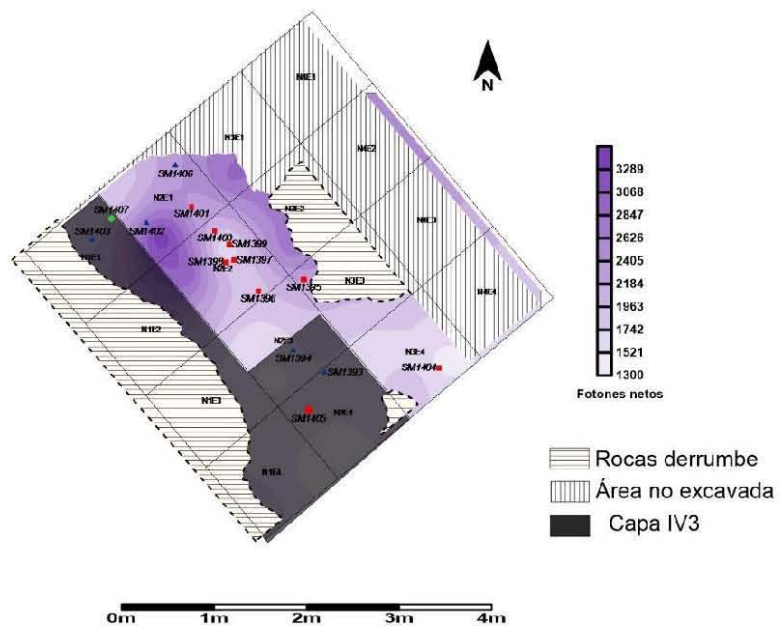 N
N4E1
N3E1
N4E2
SM1406
N2E1
SM1407
SM1401
N3E2
N4E3
SM1403
SM1402
SM1400
SM1399
N1E1
SM1398
SM1397
N2E2
N3E3
SM1395
N4E4
SM1396
N1E2
N2E3
SM1394
N3E4
SM1404
SM1393
N1E3
SM1405
N2E4
N1E4
3289
3068
2847
2626
2405
2184
1963
1742
1521
1300
Fotones netos
Rocas derrumbe
Área no excavada
Capa IV3
0m 1m 2m 3m 4m